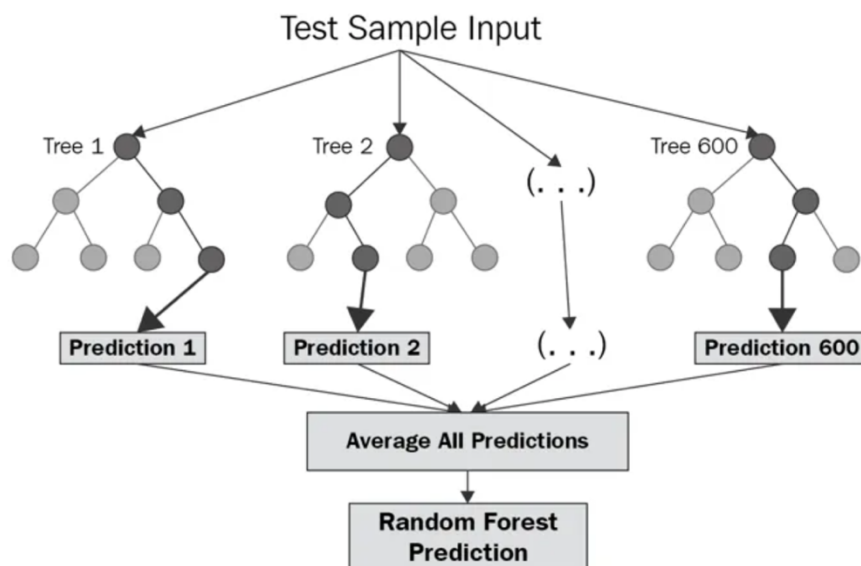 Test Sample Input
Tree 1
Tree 2
Tree 600
(. . .)
Prediction 1
Prediction 2
(. . .)
Prediction 600
Average All Predictions
Random Forest
Prediction